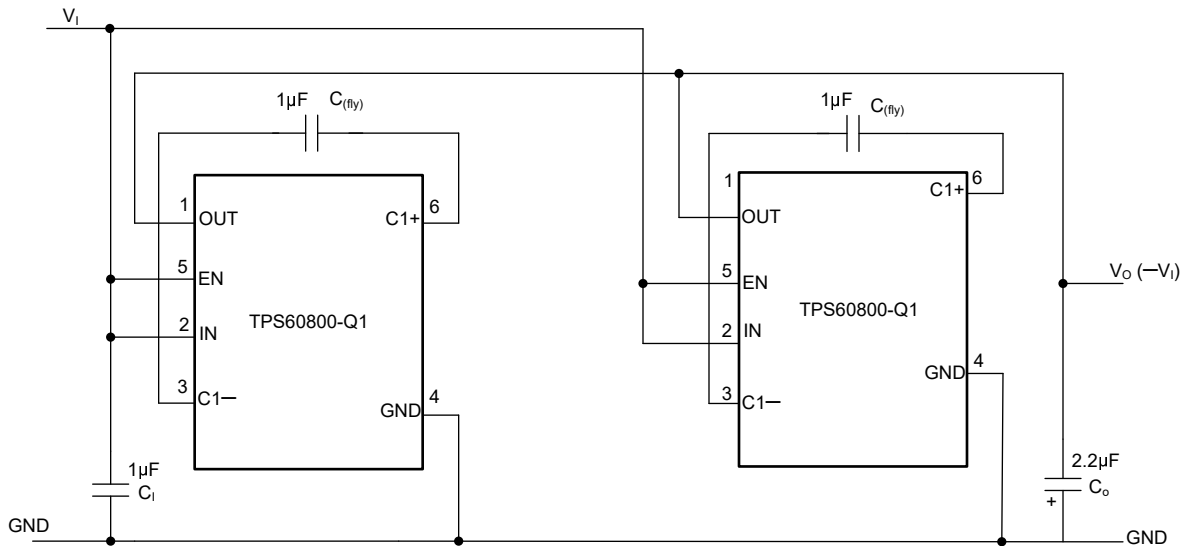 V_I
1µF C_(fly)
1 OUT
C1+ 6
5 EN
2 IN
TPS60800-Q1
3 C1—
GND 4
1µF
C_I
GND
1µF C_(fly)
1
OUT
C1+ 6
5 EN
2 IN
TPS60800-Q1
GND 4
3 C1—
V_O (—V_I)
2.2µF
C_o
+
GND